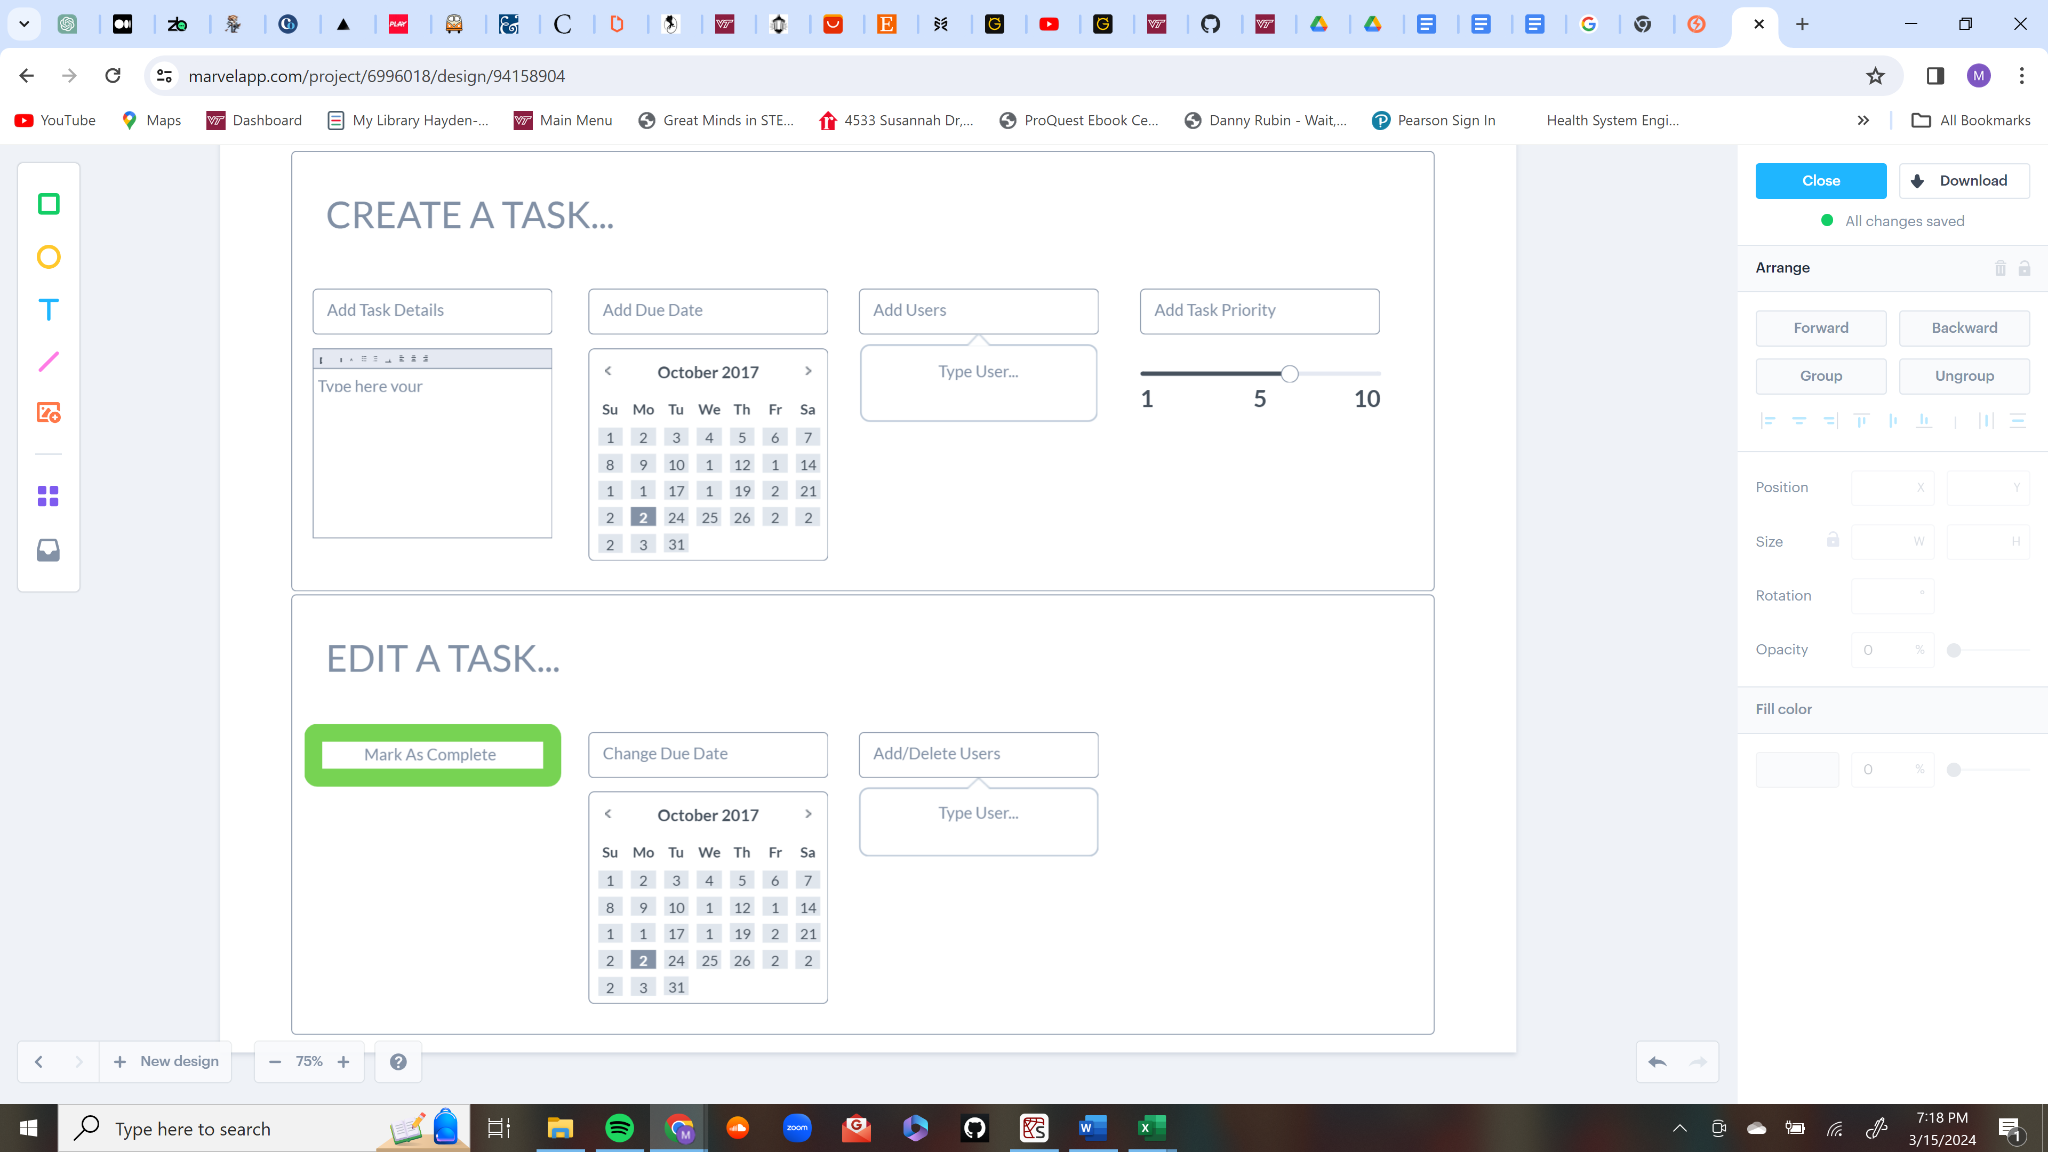 marvelapp.com/project/6996018/design/94158904
M
YouTube
Maps
Dashboard
My Library Hayden-...
Main Menu
Great Minds in STE...
4533 Susannah Dr,...
ProQuest Ebook Ce...
Danny Rubin - Wait,...
Pearson Sign In
Health System Engi...
»
All Bookmarks
Close
Download
All changes saved
Arrange
Forward
Backward
Group
Ungroup
Position X Y
Size W H
Rotation °
Opacity 0 %
Fill color
0 %
CREATE A TASK...
Add Task Details
Add Due Date
Add Users
Add Task Priority
Type here your
October 2017
Su Mo Tu We Th Fr Sa
1 2 3 4 5 6 7
8 9 10 1 12 1 14
1 1 17 1 19 2 21
2 2 24 25 26 2 2
2 3 31
Type User...
1 5 10
EDIT A TASK...
Mark As Complete
Change Due Date
Add/Delete Users
October 2017
Su Mo Tu We Th Fr Sa
1 2 3 4 5 6 7
8 9 10 1 12 1 14
1 1 17 1 19 2 21
2 2 24 25 26 2 2
2 3 31
Type User...
+ New design
− 75% +
?
Type here to search
zoom
7:18 PM
3/15/2024
1